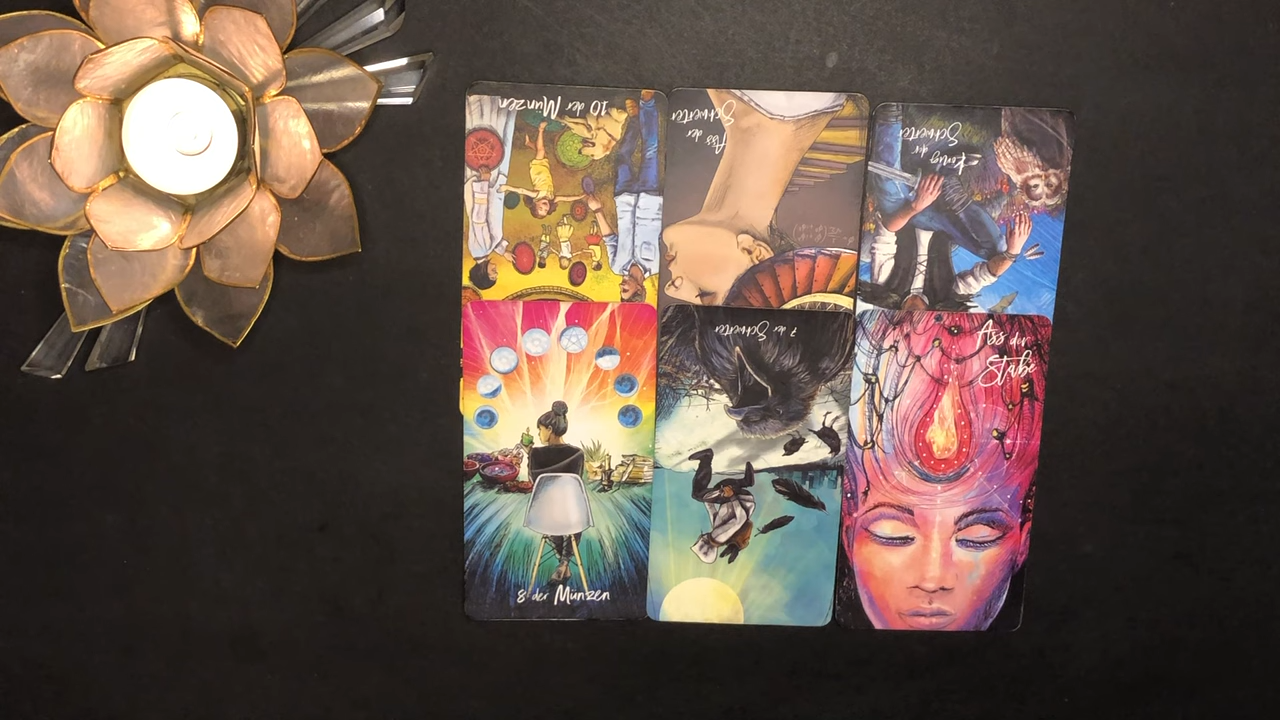 10 der Münzen
Ass der
Schwerter
König der
Schwerter
7 der Schwerter
Ass der
Stäbe
8 der Münzen